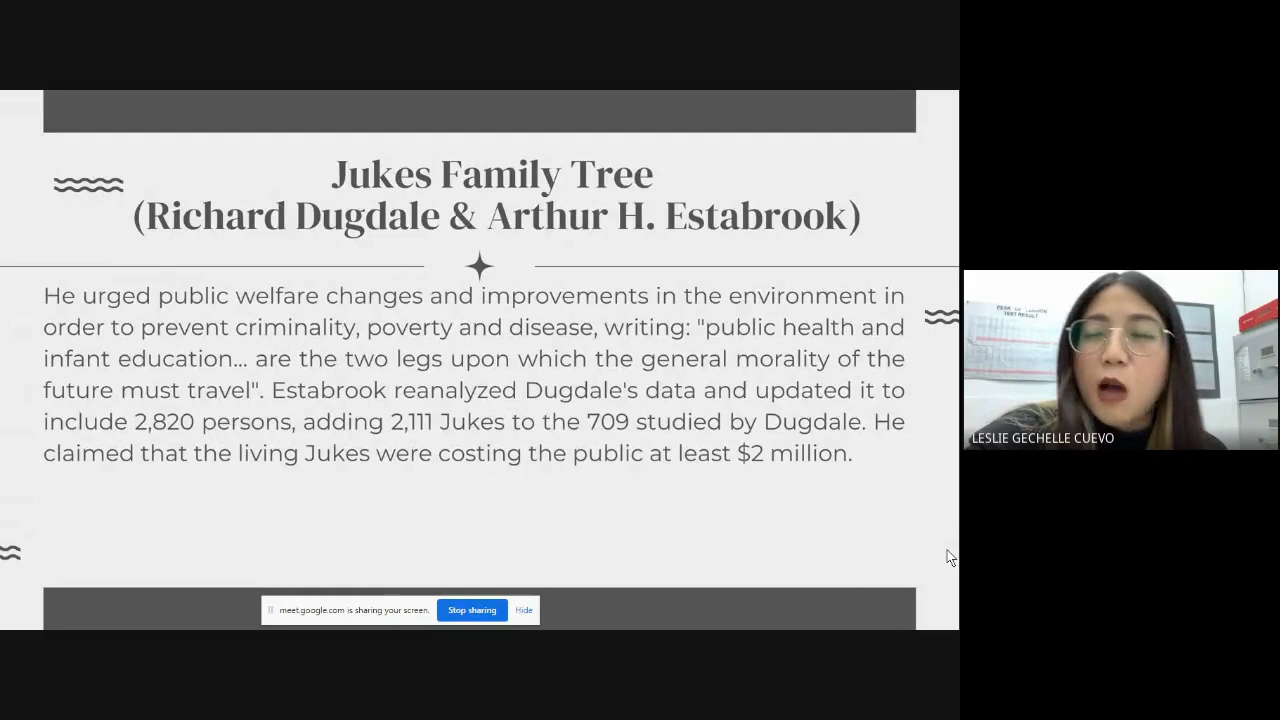 Jukes Family Tree
(Richard Dugdale & Arthur H. Estabrook)
He urged public welfare changes and improvements in the environment in
order to prevent criminality, poverty and disease, writing: "public health and
infant education... are the two legs upon which the general morality of the
future must travel". Estabrook reanalyzed Dugdale's data and updated it to
include 2,820 persons, adding 2,111 Jukes to the 709 studied by Dugdale. He
claimed that the living Jukes were costing the public at least $2 million.
meet.google.com is sharing your screen.
Stop sharing
Hide
TEST RESULT
LESLIE GECHELLE CUEVO